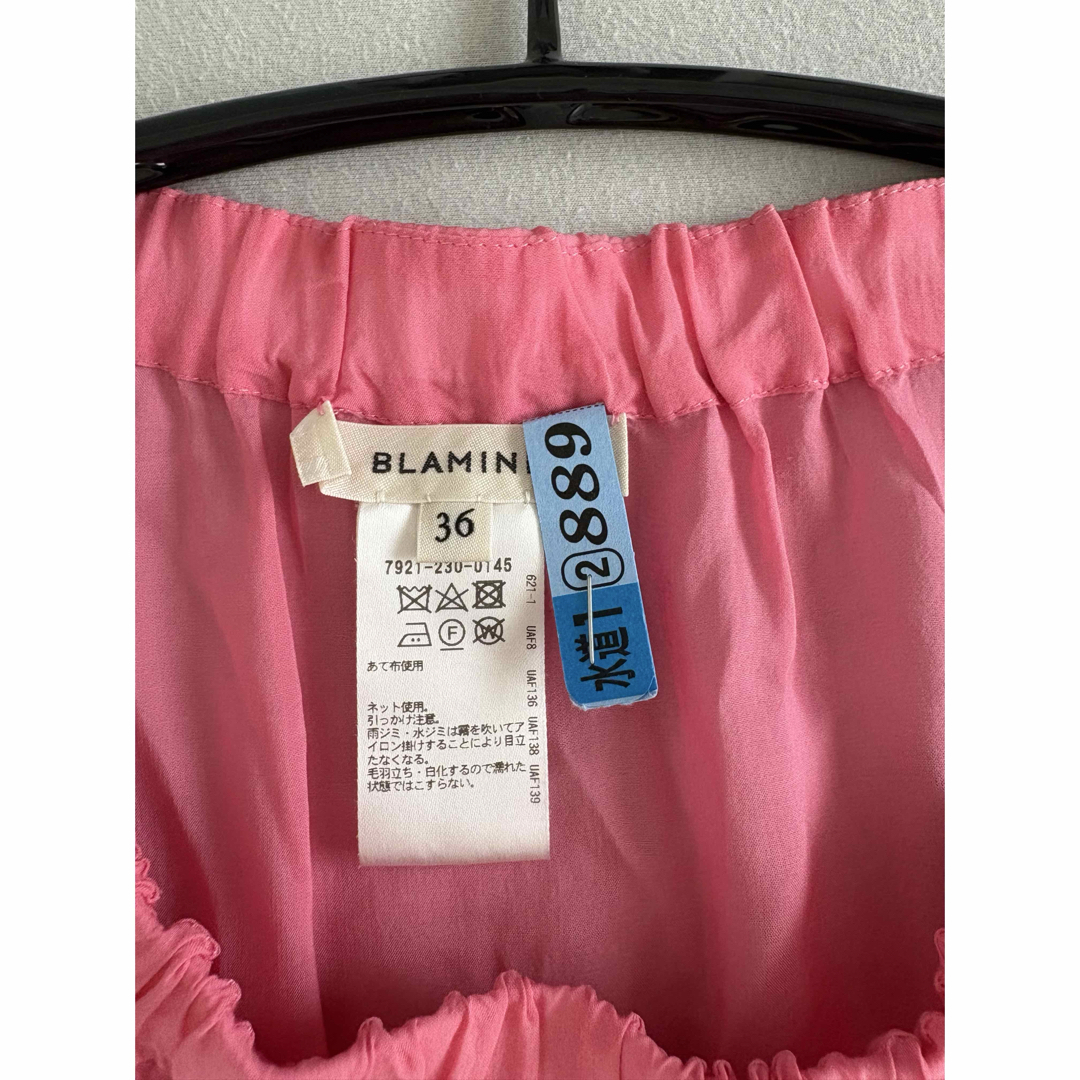 BLAMIN
36
7921-230-0145
あて布使用
ネット使用。
引っかけ注意。
雨ジミ・水ジミは霧を吹いてア
イロン掛けすることにより目立
たなくなる。
毛羽立ち・白化するので濡れた
状態ではこすらない。
621-1 UAF8 UAF136 UAF138 UAF139
水道1②889